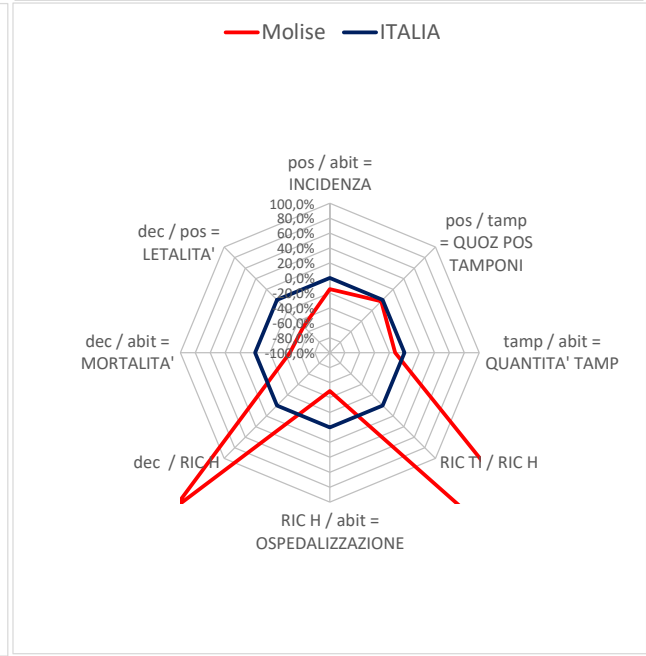 Molise ITALIA
pos / abit =
INCIDENZA
100,0%
80,0%
60,0%
40,0%
20,0%
0,0%
-20,0%
-40,0%
-60,0%
-80,0%
-100,0%
pos / tamp
= QUOZ POS
TAMPONI
tamp / abit =
QUANTITA' TAMP
RIC TI / RIC H
RIC H / abit =
OSPEDALIZZAZIONE
dec / RIC H
dec / abit =
MORTALITA'
dec / pos =
LETALITA'